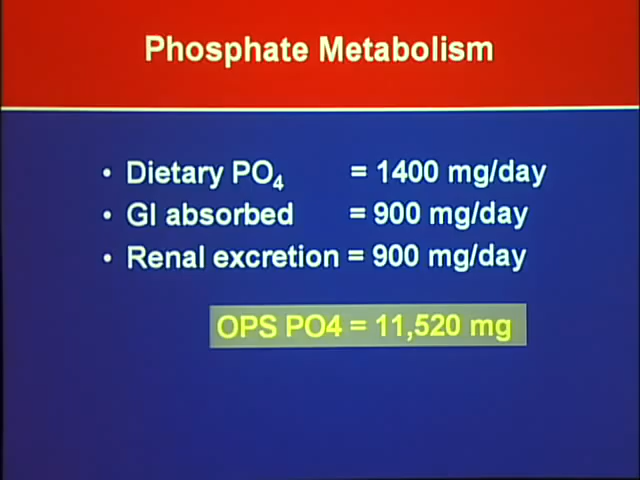 Phosphate Metabolism
• Dietary PO₄ = 1400 mg/day
• GI absorbed = 900 mg/day
• Renal excretion = 900 mg/day
OPS PO4 = 11,520 mg